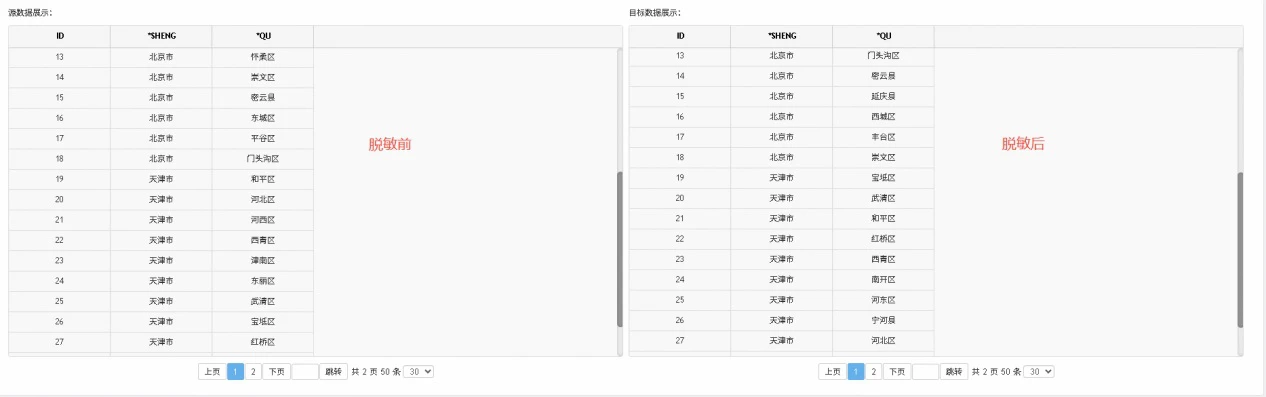 源数据展示：
ID *SHENG *QU
13 北京市 怀柔区
14 北京市 崇文区
15 北京市 密云县
16 北京市 东城区
17 北京市 平谷区
18 北京市 门头沟区
19 天津市 和平区
20 天津市 河北区
21 天津市 河西区
22 天津市 西青区
23 天津市 津南区
24 天津市 东丽区
25 天津市 武清区
26 天津市 宝坻区
27 天津市 红桥区
脱敏前
上页 1 2 下页 跳转 共 2 页 50 条 30
目标数据展示：
ID *SHENG *QU
13 北京市 门头沟区
14 北京市 密云县
15 北京市 延庆县
16 北京市 西城区
17 北京市 丰台区
18 北京市 崇文区
19 天津市 宝坻区
20 天津市 武清区
21 天津市 和平区
22 天津市 红桥区
23 天津市 西青区
24 天津市 南开区
25 天津市 河东区
26 天津市 宁河县
27 天津市 河北区
脱敏后
上页 1 2 下页 跳转 共 2 页 50 条 30